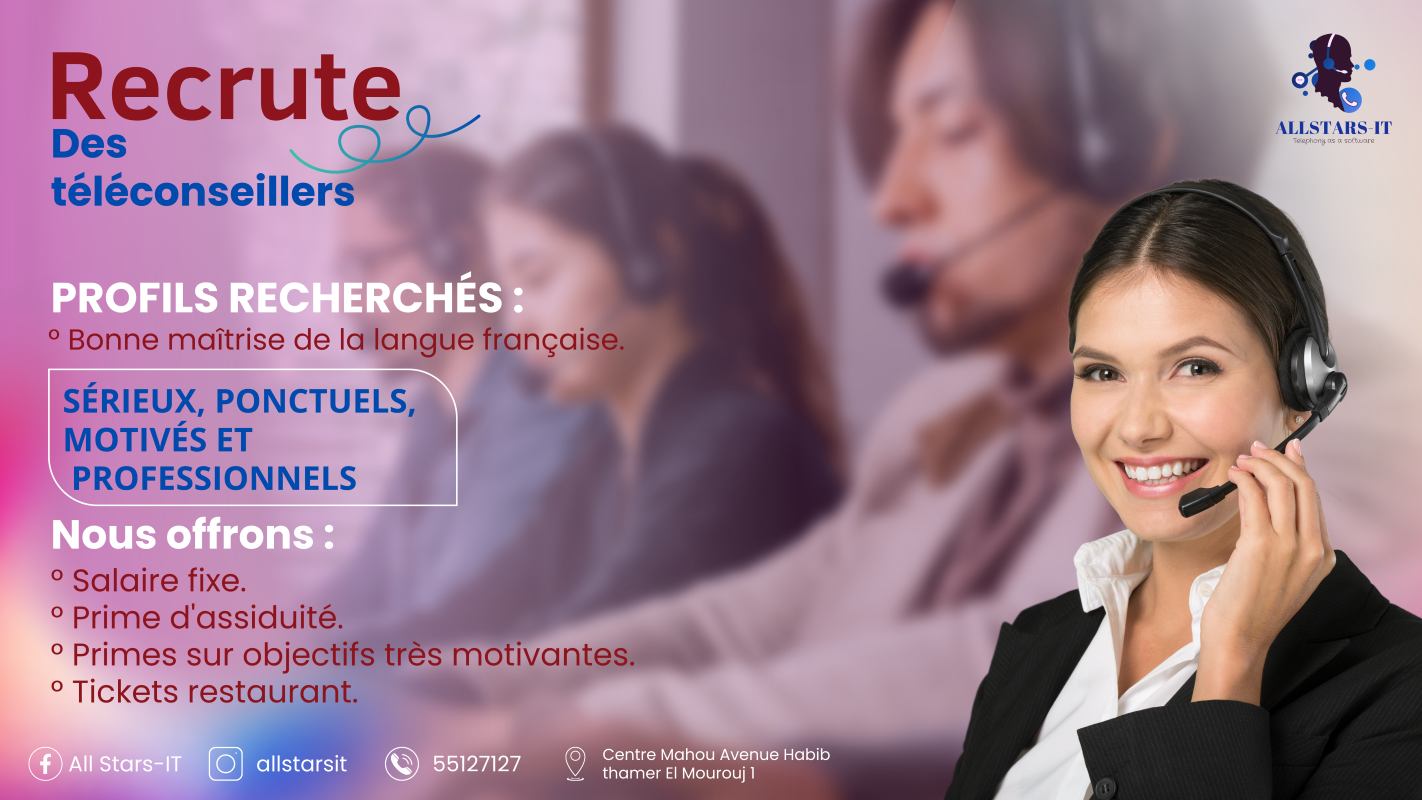 Recrute
Des
téléconseillers
ALLSTARS-IT
Telephony as a software
PROFILS RECHERCHÉS :
° Bonne maîtrise de la langue française.
SÉRIEUX, PONCTUELS,
MOTIVÉS ET
PROFESSIONNELS
Nous offrons :
° Salaire fixe.
° Prime d'assiduité.
° Primes sur objectifs très motivantes.
° Tickets restaurant.
All Stars-IT
allstarsit
55127127
Centre Mahou Avenue Habib
thamer El Mourouj 1